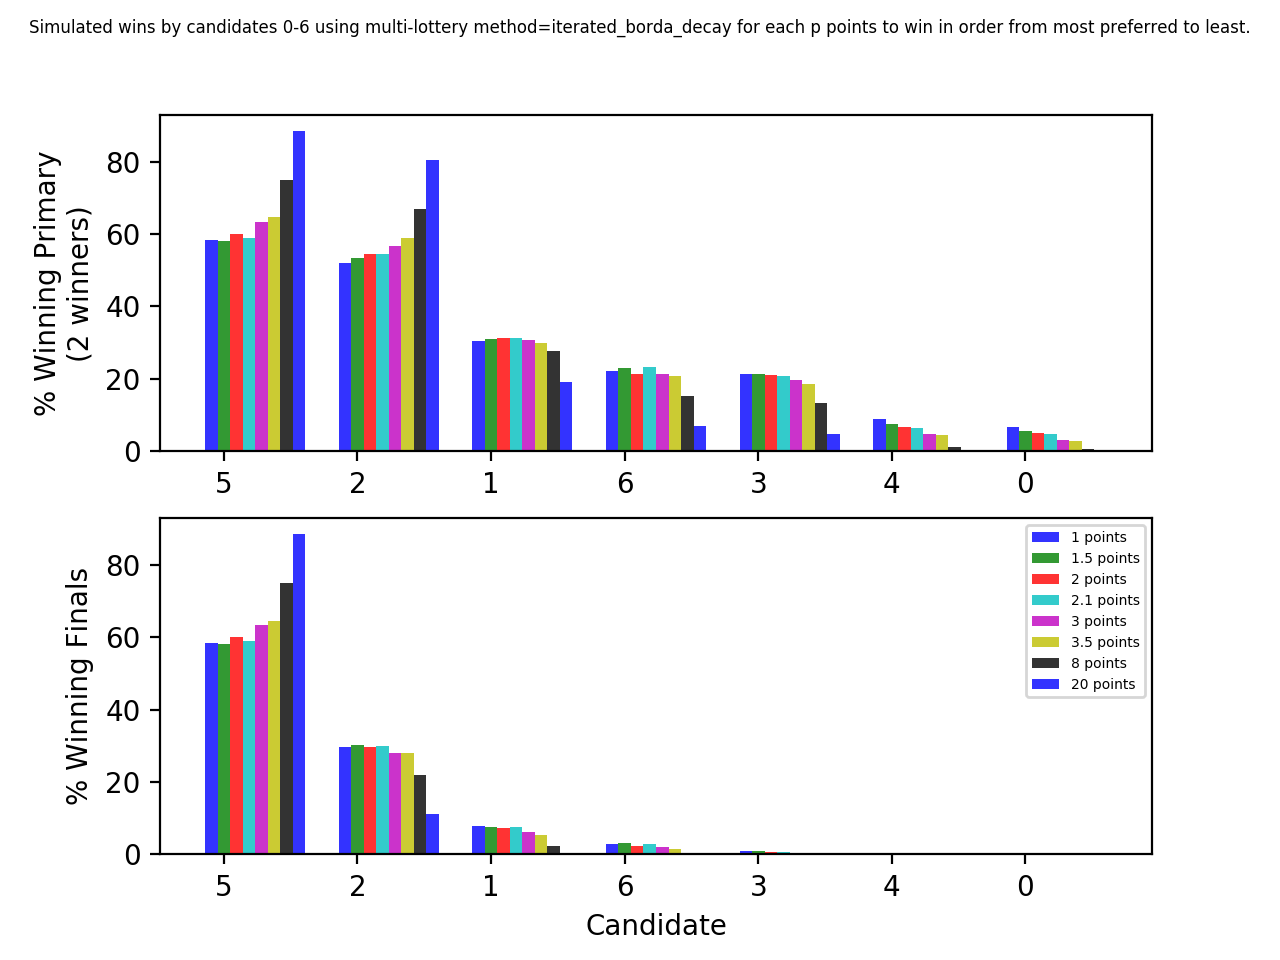 Simulated wins by candidates 0-6 using multi-lottery method=iterated_borda_decay for each p points to win in order from most preferred to least.
% Winning Primary
(2 winners)
80
60
40
20
0
5 2 1 6 3 4 0
% Winning Finals
80
60
40
20
0
1 points
1.5 points
2 points
2.1 points
3 points
3.5 points
8 points
20 points
5 2 1 6 3 4 0
Candidate